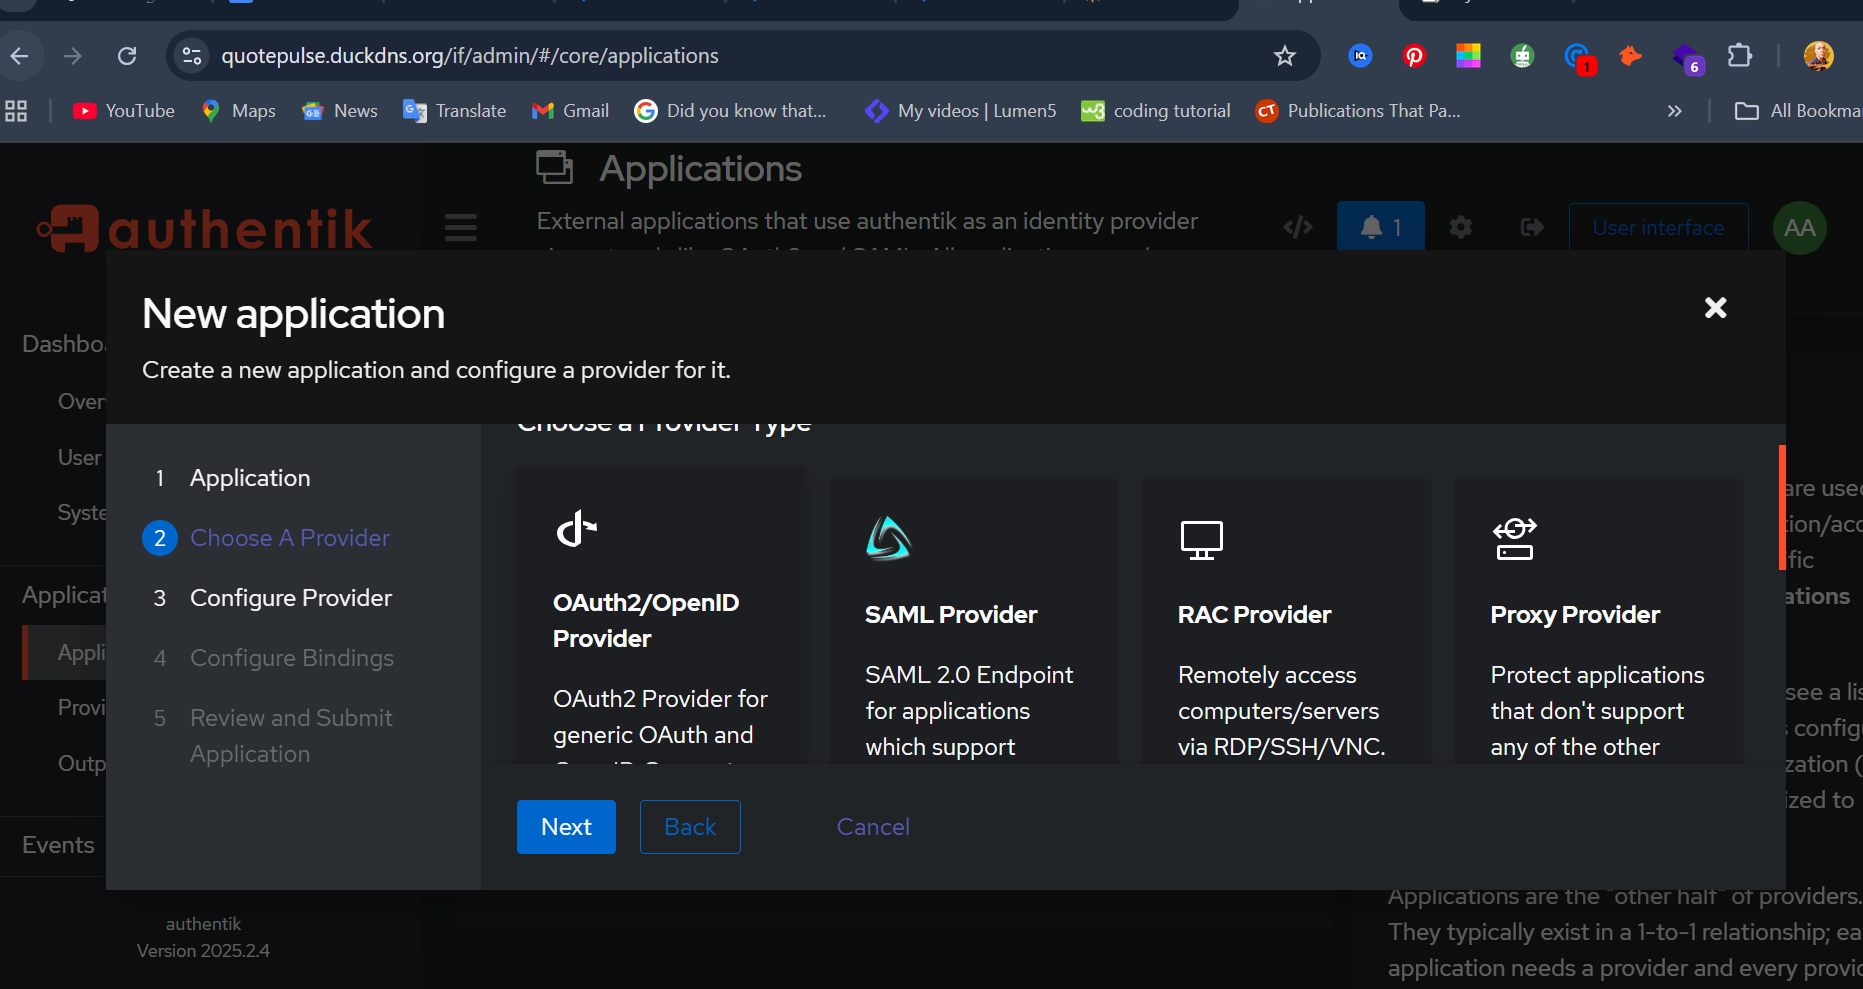 quotepulse.duckdns.org/if/admin/#/core/applications
1
6
YouTube
Maps
News
Translate
Gmail
Did you know that...
My videos | Lumen5
coding tutorial
Publications That Pa...
All Bookma
authentik
Applications
External applications that use authentik as an identity provider
1
User interface
AA
New application
Create a new application and configure a provider for it.
Dashbo
Over
User
Syste
Applicat
Appli
Provi
Outp
Events
authentik
Version 2025.2.4
1 Application
2 Choose A Provider
3 Configure Provider
4 Configure Bindings
5 Review and Submit
Application
Choose a Provider Type
OAuth2/OpenID
Provider
OAuth2 Provider for
generic OAuth and
SAML Provider
SAML 2.0 Endpoint
for applications
which support
RAC Provider
Remotely access
computers/servers
via RDP/SSH/VNC.
Proxy Provider
Protect applications
that don't support
any of the other
Next
Back
Cancel
are used
tion/acc
fic
ations
see a lis
configu
zation (
ized to
Applications are the "other half" of providers.
They typically exist in a 1-to-1 relationship; ea
application needs a provider and every provid